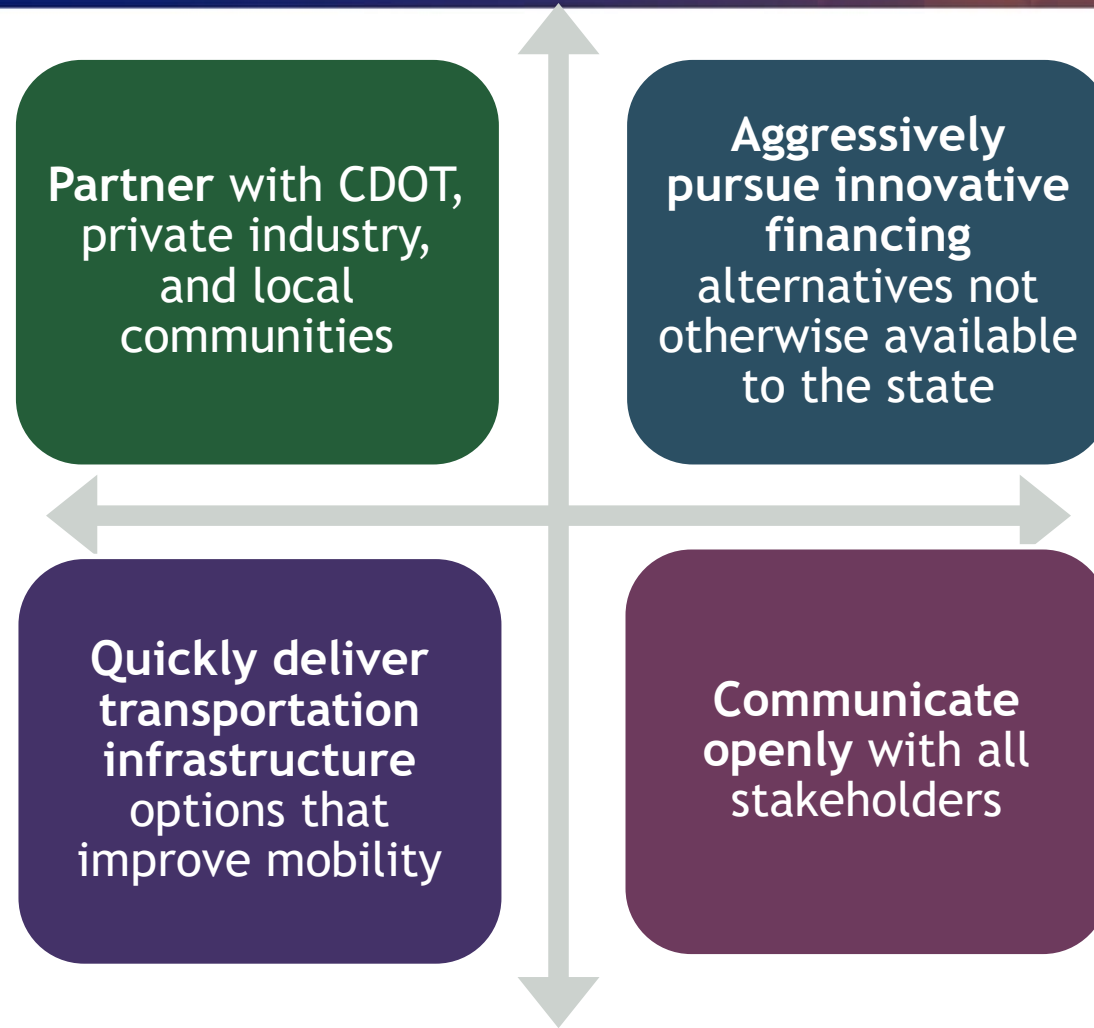 Partner with CDOT,
private industry,
and local
communities
Aggressively
pursue innovative
financing
alternatives not
otherwise available
to the state
Quickly deliver
transportation
infrastructure
options that
improve mobility
Communicate
openly with all
stakeholders